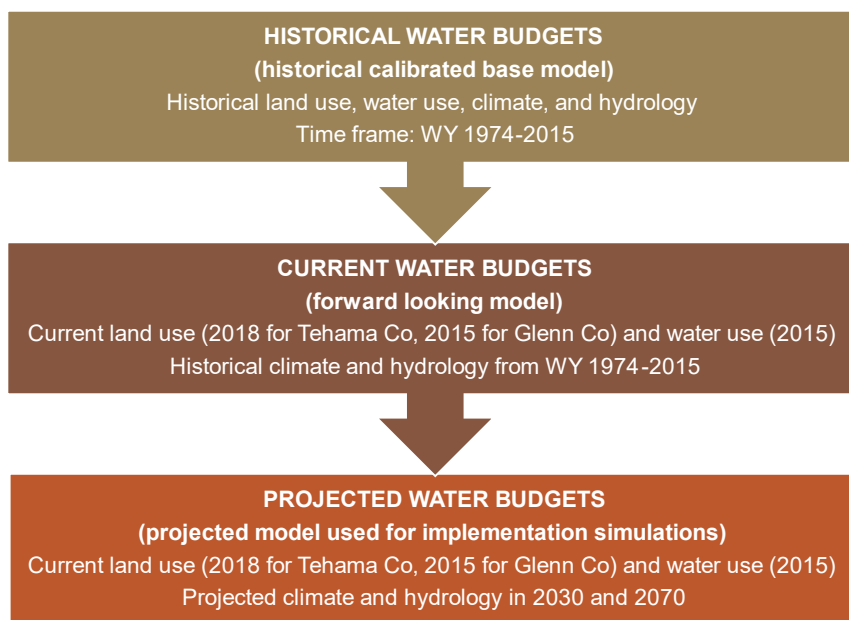 HISTORICAL WATER BUDGETS
(historical calibrated base model)
Historical land use, water use, climate, and hydrology
Time frame: WY 1974-2015
CURRENT WATER BUDGETS
(forward looking model)
Current land use (2018 for Tehama Co, 2015 for Glenn Co) and water use (2015)
Historical climate and hydrology from WY 1974-2015
PROJECTED WATER BUDGETS
(projected model used for implementation simulations)
Current land use (2018 for Tehama Co, 2015 for Glenn Co) and water use (2015)
Projected climate and hydrology in 2030 and 2070